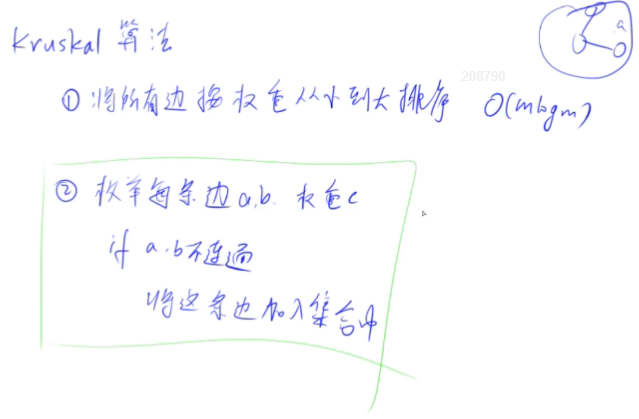 Kruskal 算法
a
208790
① 将所有边按权重从小到大排序 O(mlogm)
② 枚举每条边a,b 权重c
if a,b不连通
将这条边加入集合中